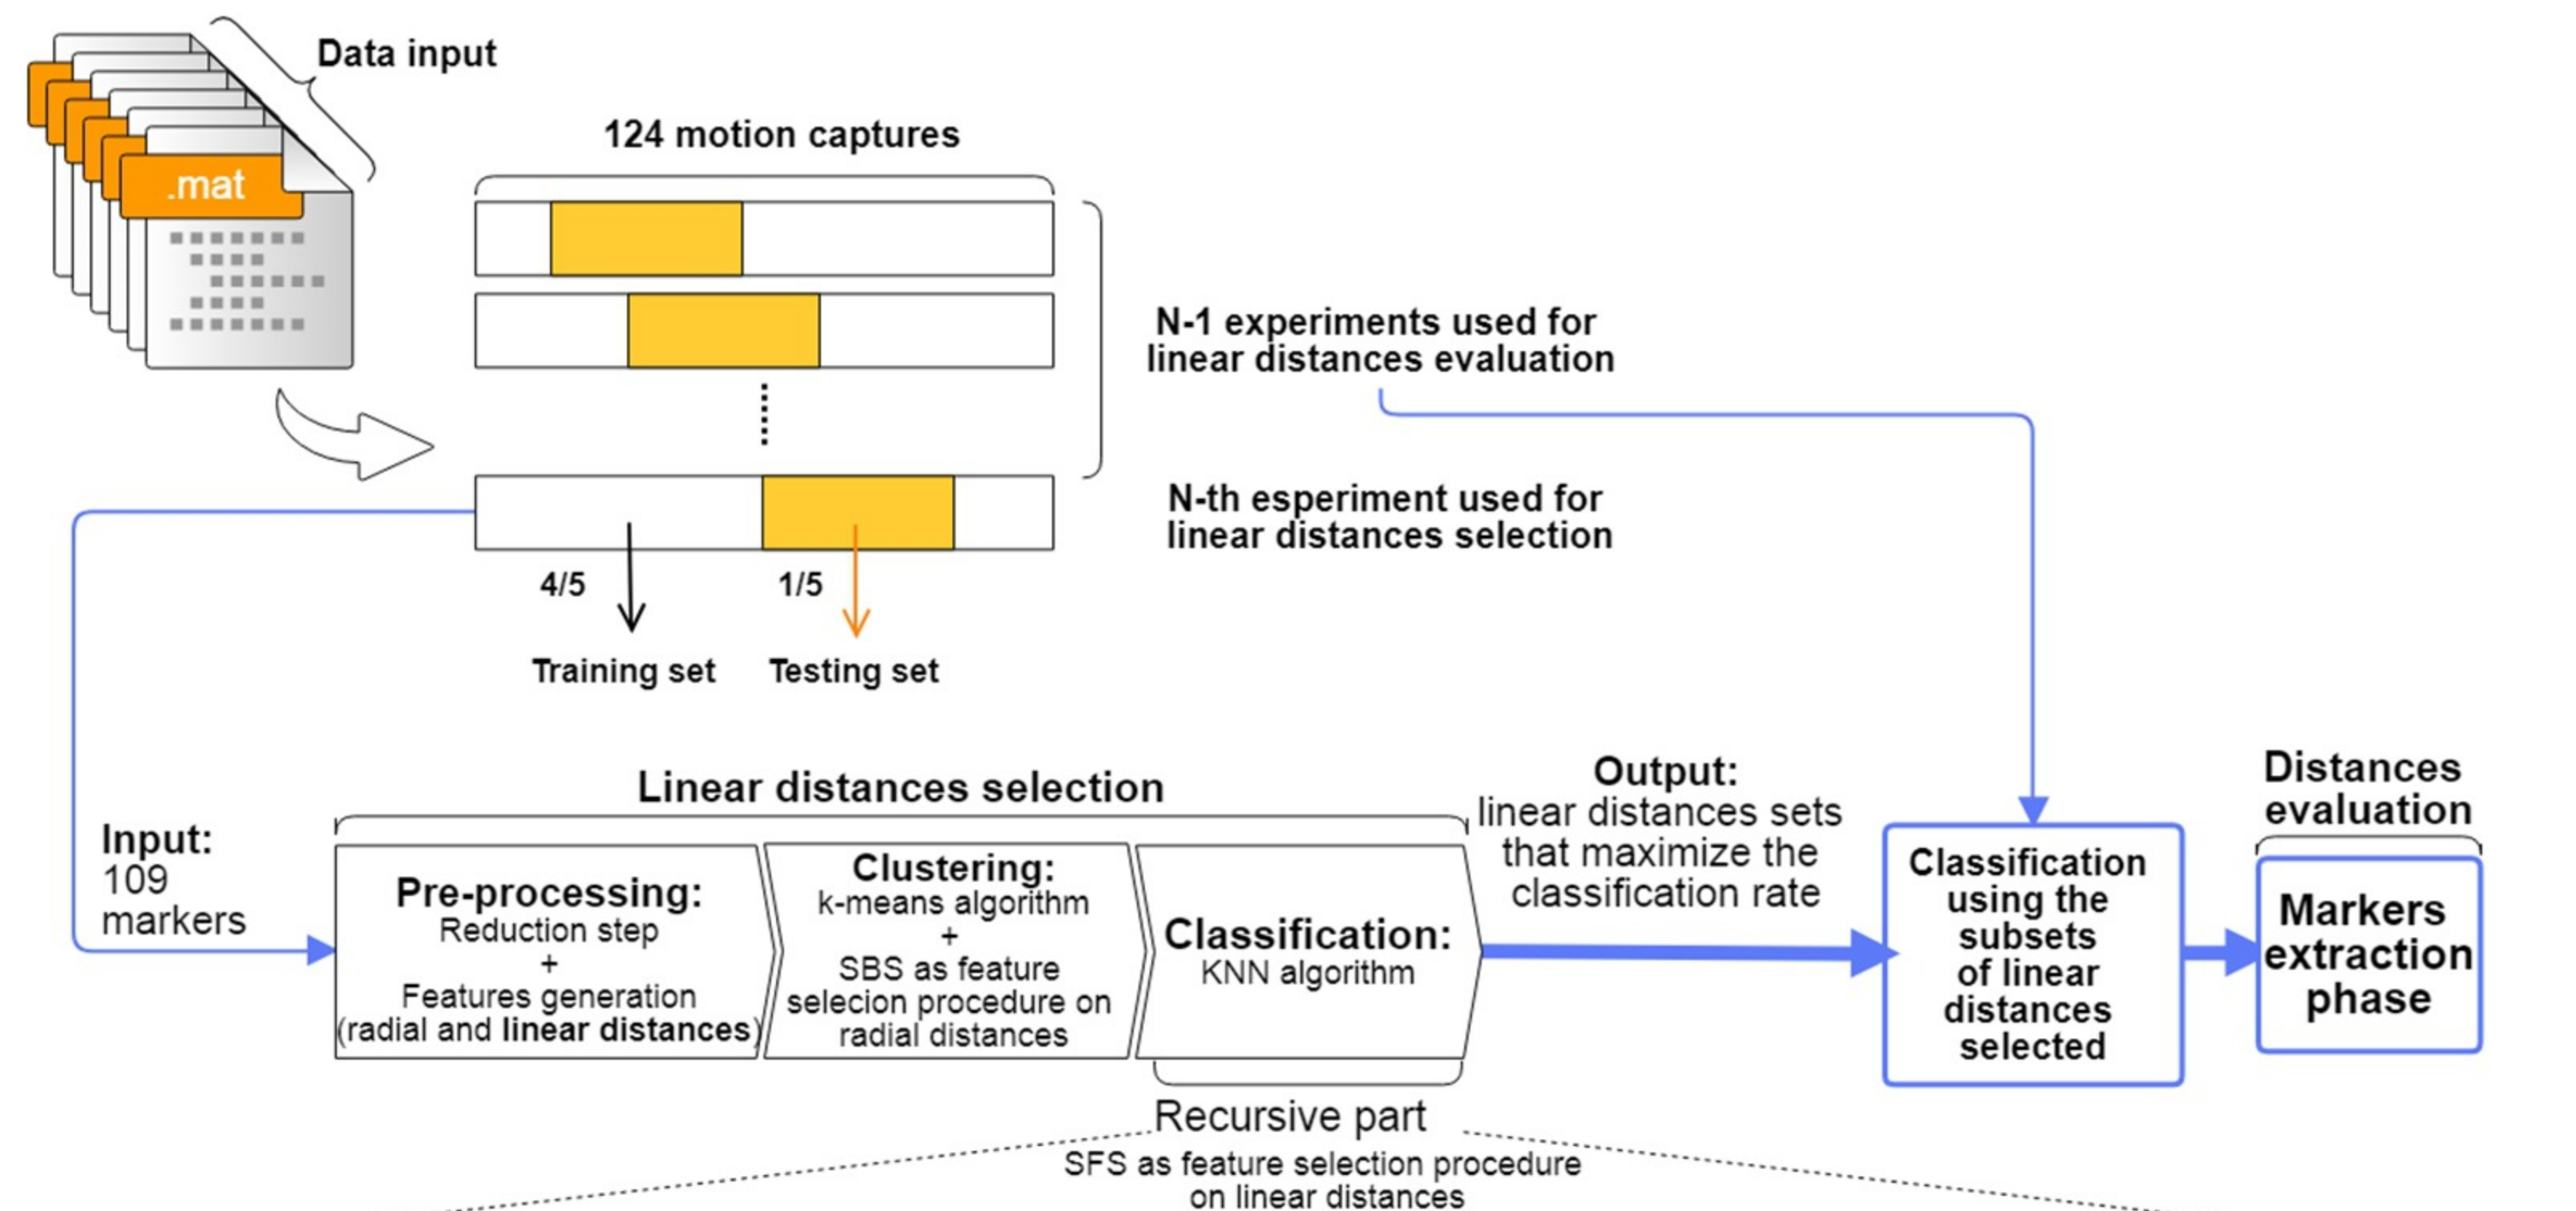 Data input
.mat
124 motion captures
N-1 experiments used for
linear distances evaluation
N-th esperiment used for
linear distances selection
4/5
1/5
Training set
Testing set
Linear distances selection
Input:
109
markers
Pre-processing:
Reduction step
+
Features generation
(radial and linear distances)
Clustering:
k-means algorithm
+
SBS as feature
selecion procedure on
radial distances
Classification:
KNN algorithm
Output:
linear distances sets
that maximize the
classification rate
Classification
using the
subsets
of linear
distances
selected
Distances
evaluation
Markers
extraction
phase
Recursive part
SFS as feature selection procedure
on linear distances